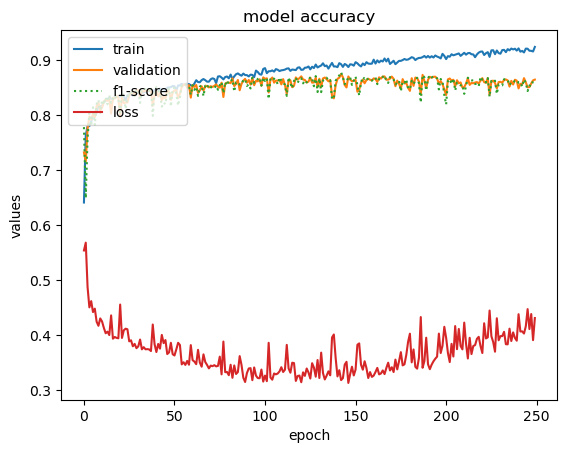 model accuracy
train
validation
f1-score
loss
values
0.9
0.8
0.7
0.6
0.5
0.4
0.3
0
50
100
150
200
250
epoch